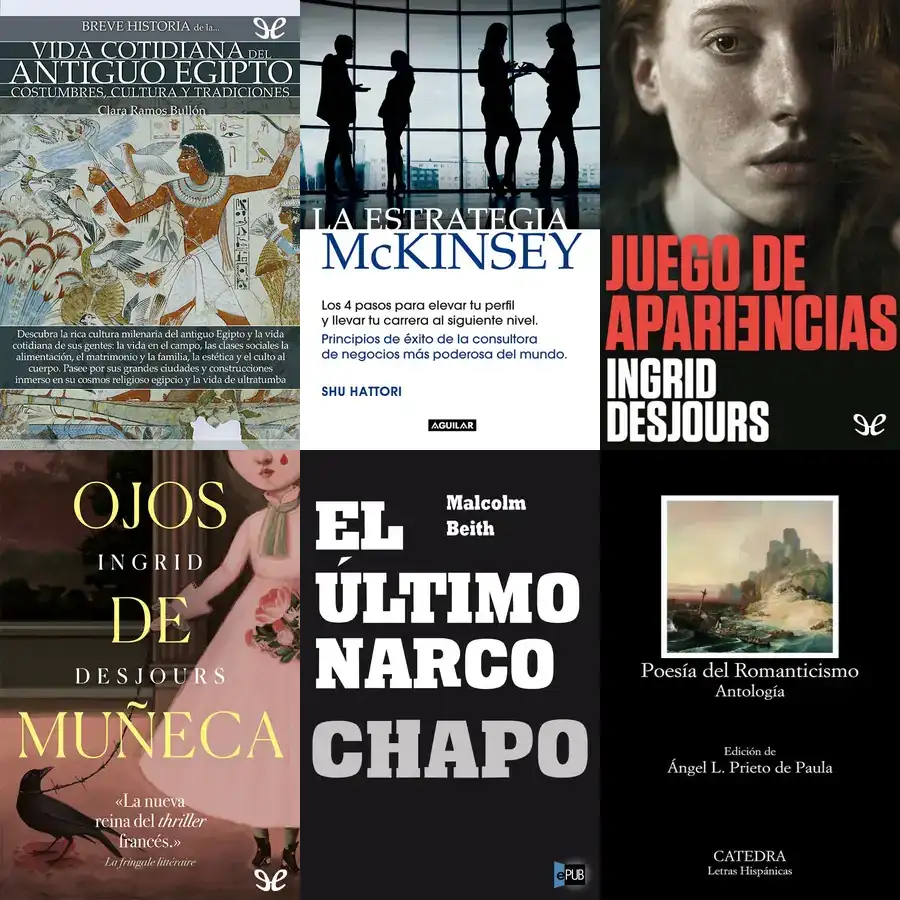 BREVE HISTORIA de la...
VIDA COTIDIANA DEL
ANTIGUO EGIPTO
COSTUMBRES, CULTURA Y TRADICIONES
Clara Ramos Bullón
Descubra la rica cultura milenaria del antiguo Egipto y la vida
cotidiana de sus gentes: la vida en el campo, las clases sociales la
alimentación, el matrimonio y la familia, la estética y el culto al
cuerpo. Pasee por sus grandes ciudades y construcciones
inmerso en su cosmos religioso egipcio y la vida de ultratumba
LA ESTRATEGIA
McKINSEY
Los 4 pasos para elevar tu perfil
y llevar tu carrera al siguiente nivel.
Principios de éxito de la consultora
de negocios más poderosa del mundo.
SHU HATTORI
AGUILAR
JUEGO DE
APARIENCIAS
INGRID
DESJOURS
OJOS
INGRID
DE
DESJOURS
MUÑECA
«La nueva
reina del thriller
francés.»
La fringale littéraire
Malcolm
Beith
EL
ÚLTIMO
NARCO
CHAPO
ePUB
Poesía del Romanticismo
Antología
Edición de
Ángel L. Prieto de Paula
CATEDRA
Letras Hispánicas